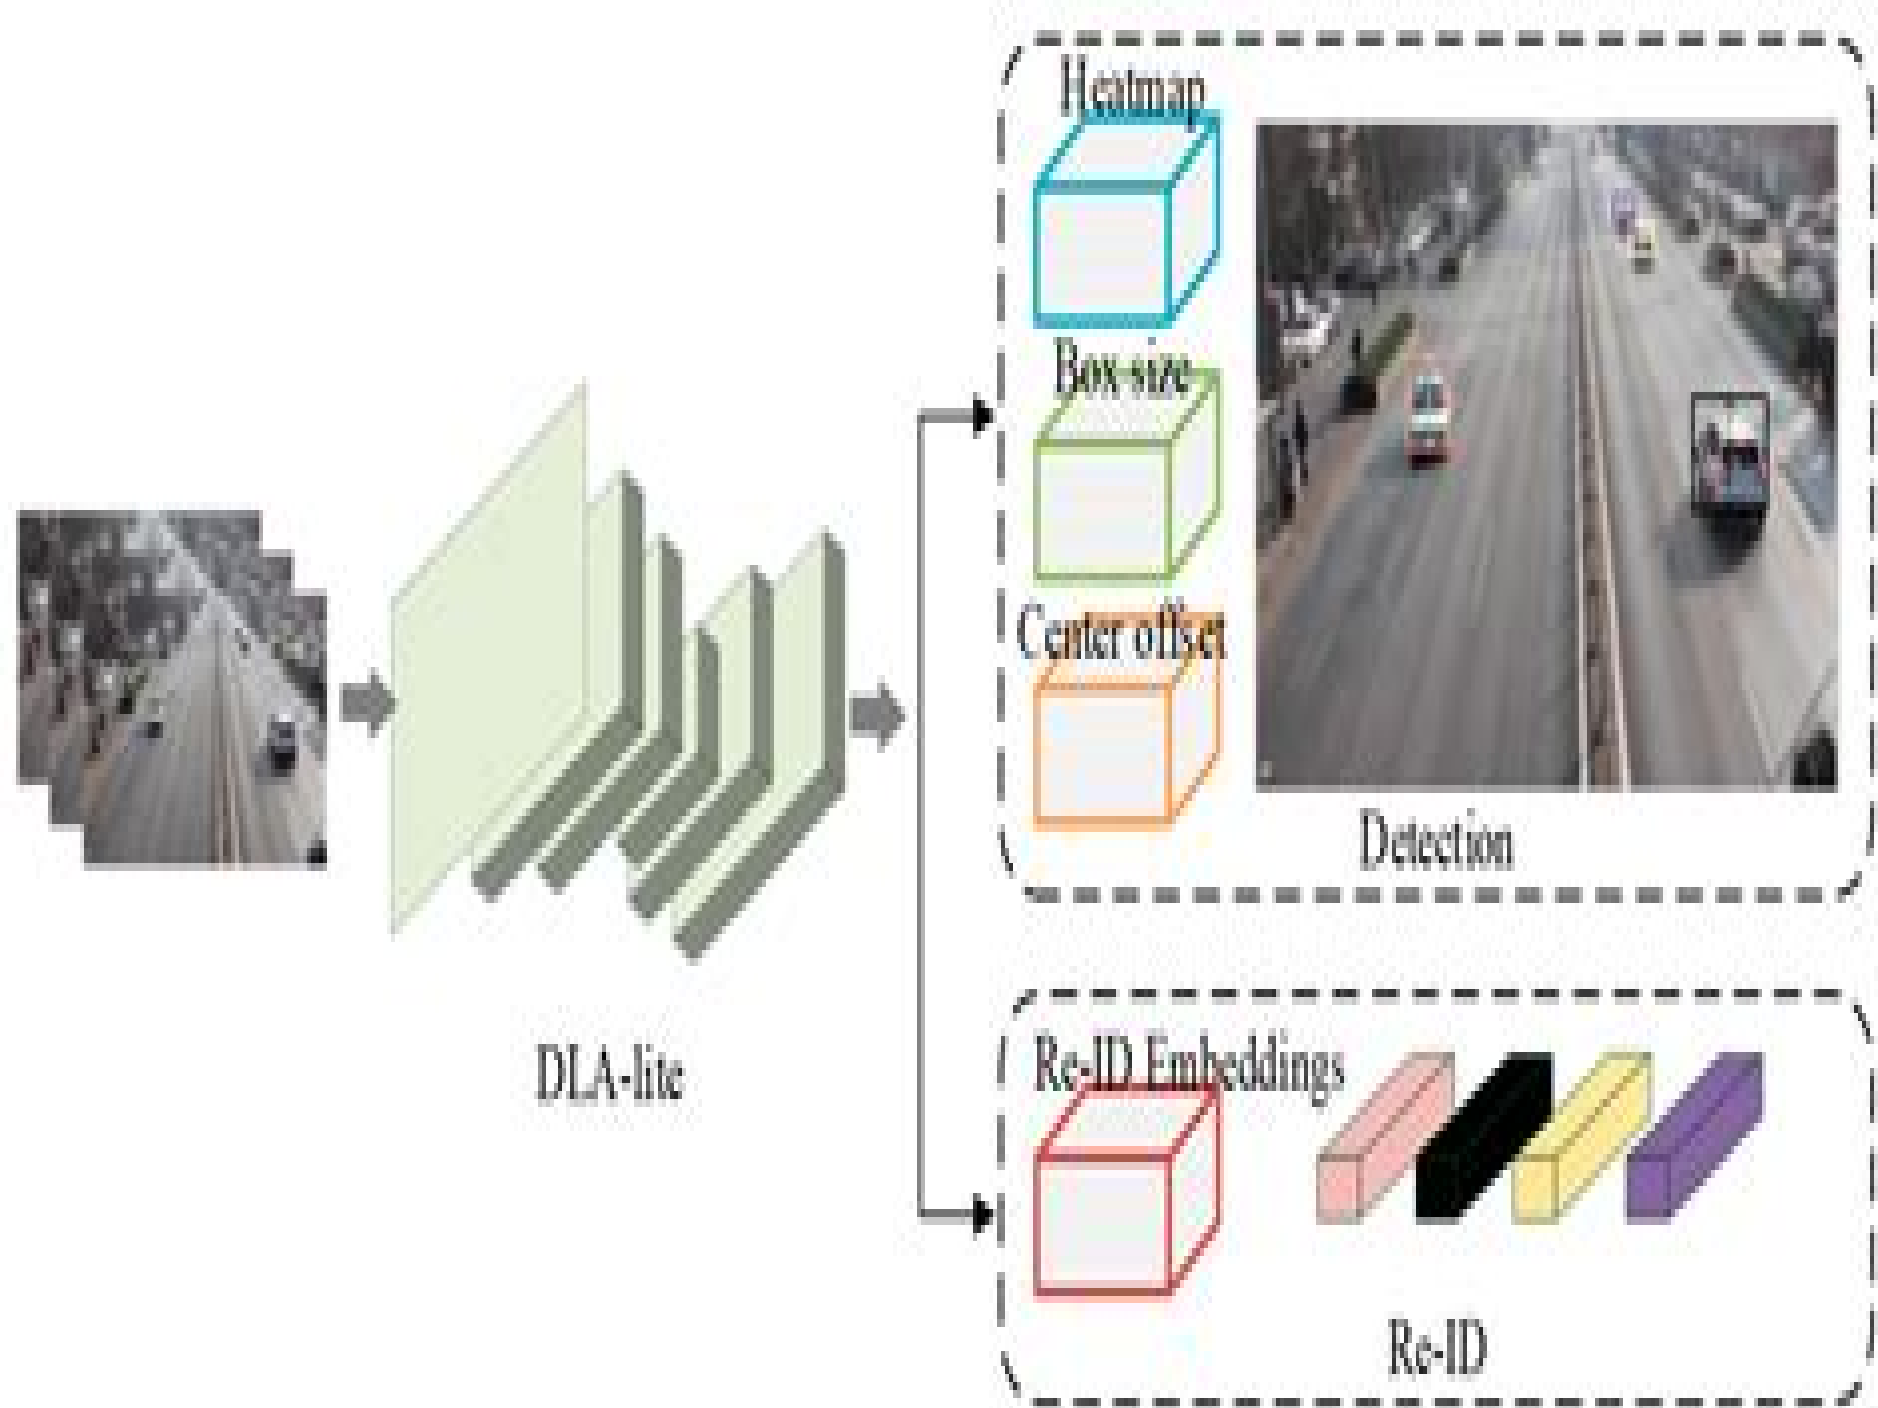 Heatmap
Box size
Center offset
Detection
DLA-lite
Re-ID Embeddings
Re-ID